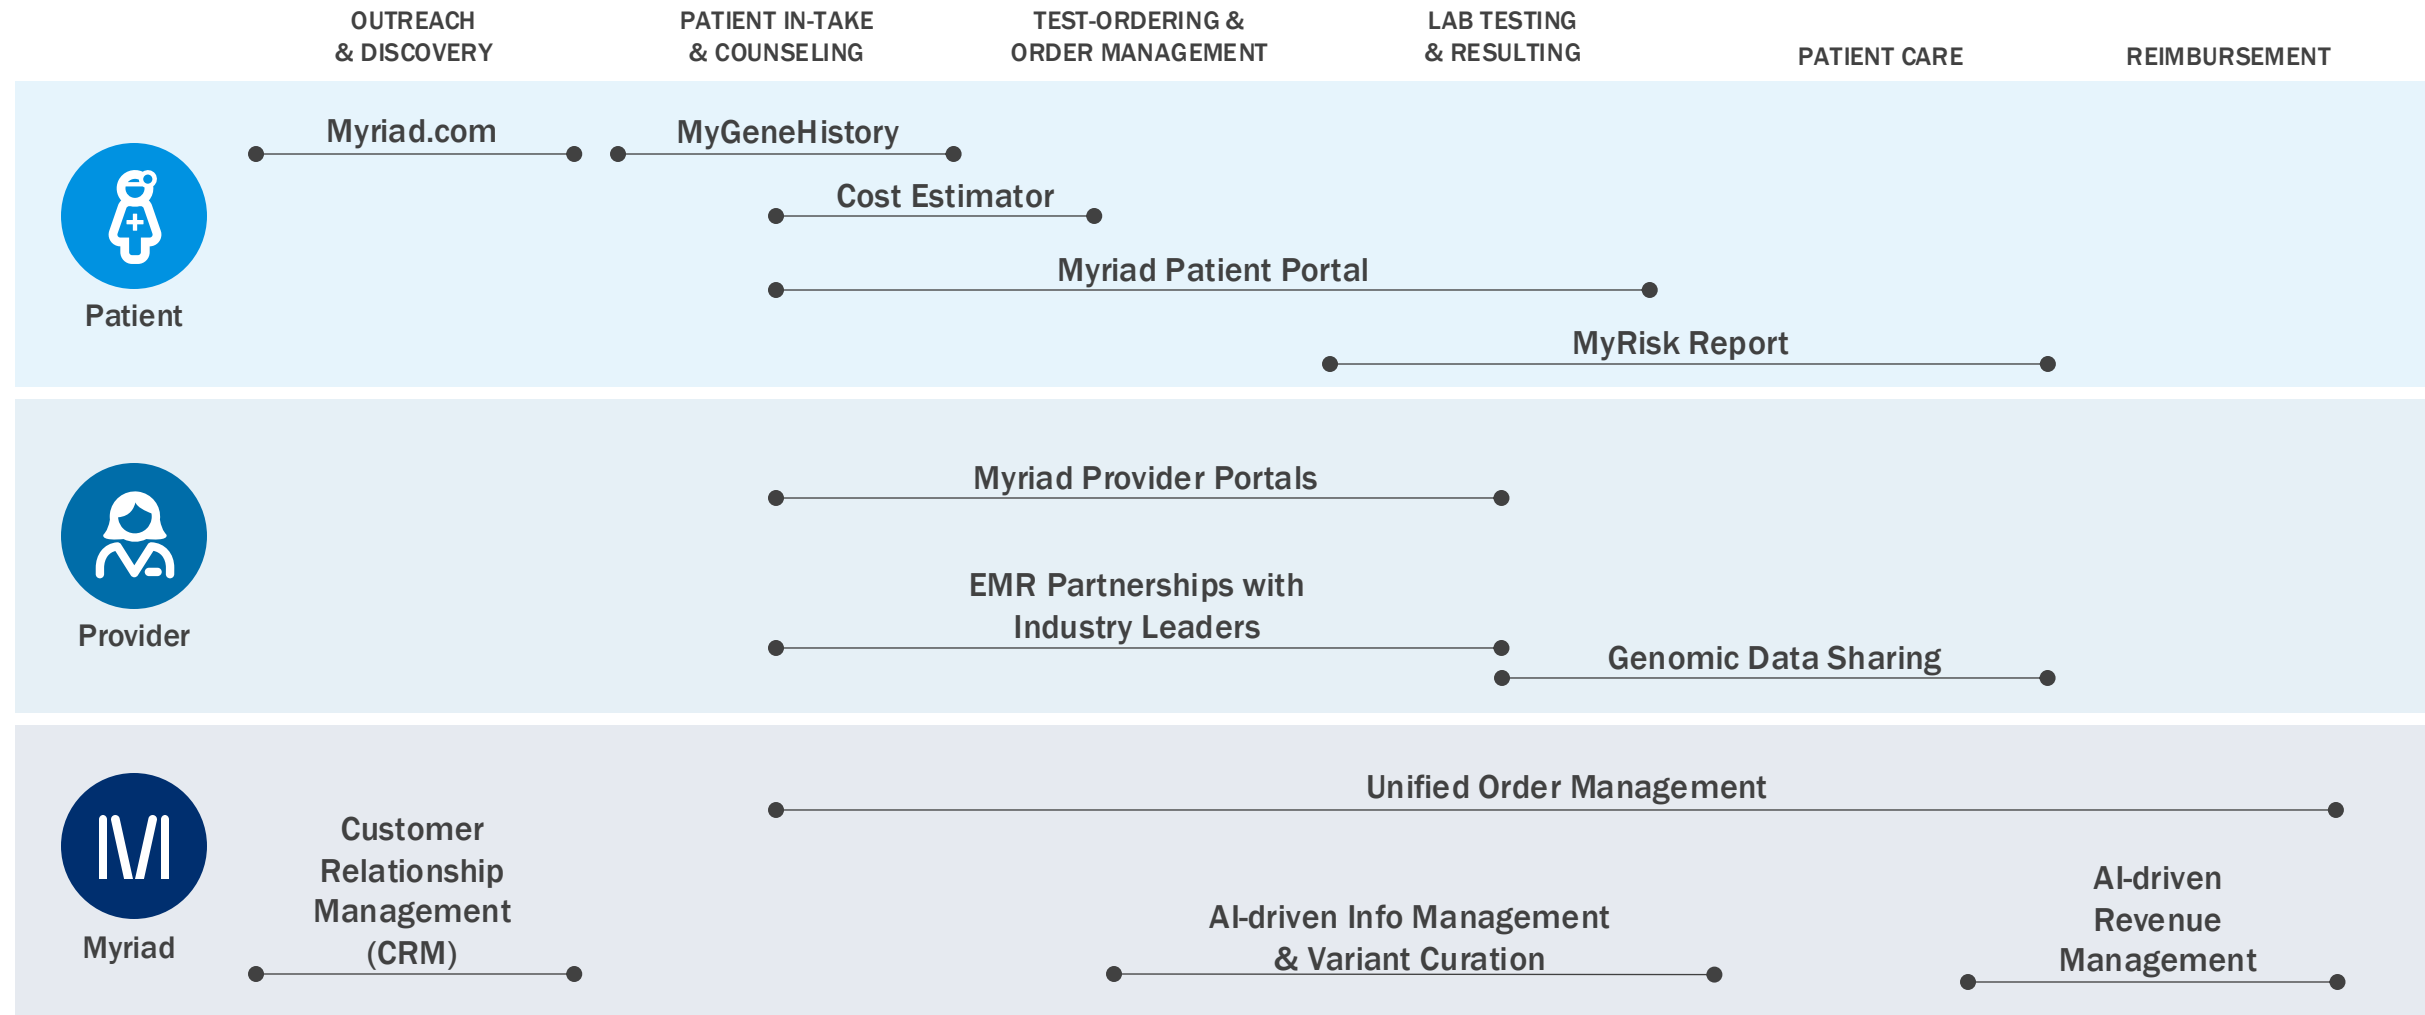 OUTREACH
& DISCOVERY
PATIENT IN-TAKE
& COUNSELING
TEST-ORDERING &
ORDER MANAGEMENT
LAB TESTING
& RESULTING
PATIENT CARE
REIMBURSEMENT
Myriad.com
MyGeneHistory
Cost Estimator
Myriad Patient Portal
MyRisk Report
Patient
Myriad Provider Portals
EMR Partnerships with
Industry Leaders
Genomic Data Sharing
Provider
Unified Order Management
Customer
Relationship
Management
(CRM)
AI-driven Info Management
& Variant Curation
AI-driven
Revenue
Management
Myriad